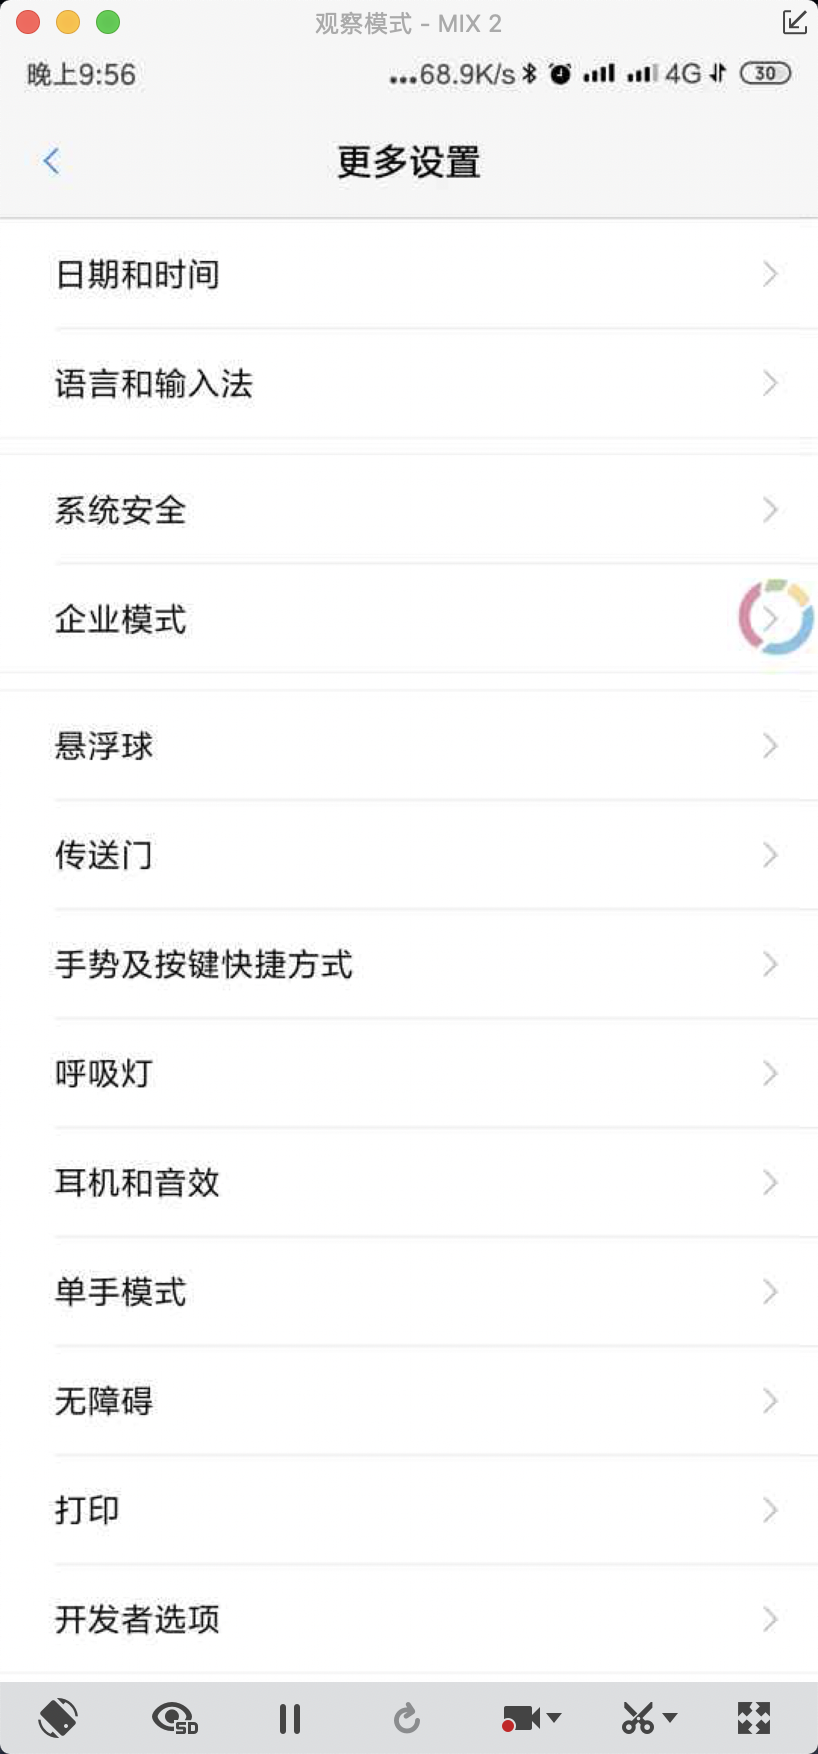 观察模式 - MIX 2
晚上9:56 ...68.9K/s 4G 30
更多设置
日期和时间
语言和输入法
系统安全
企业模式
悬浮球
传送门
手势及按键快捷方式
呼吸灯
耳机和音效
单手模式
无障碍
打印
开发者选项
SD